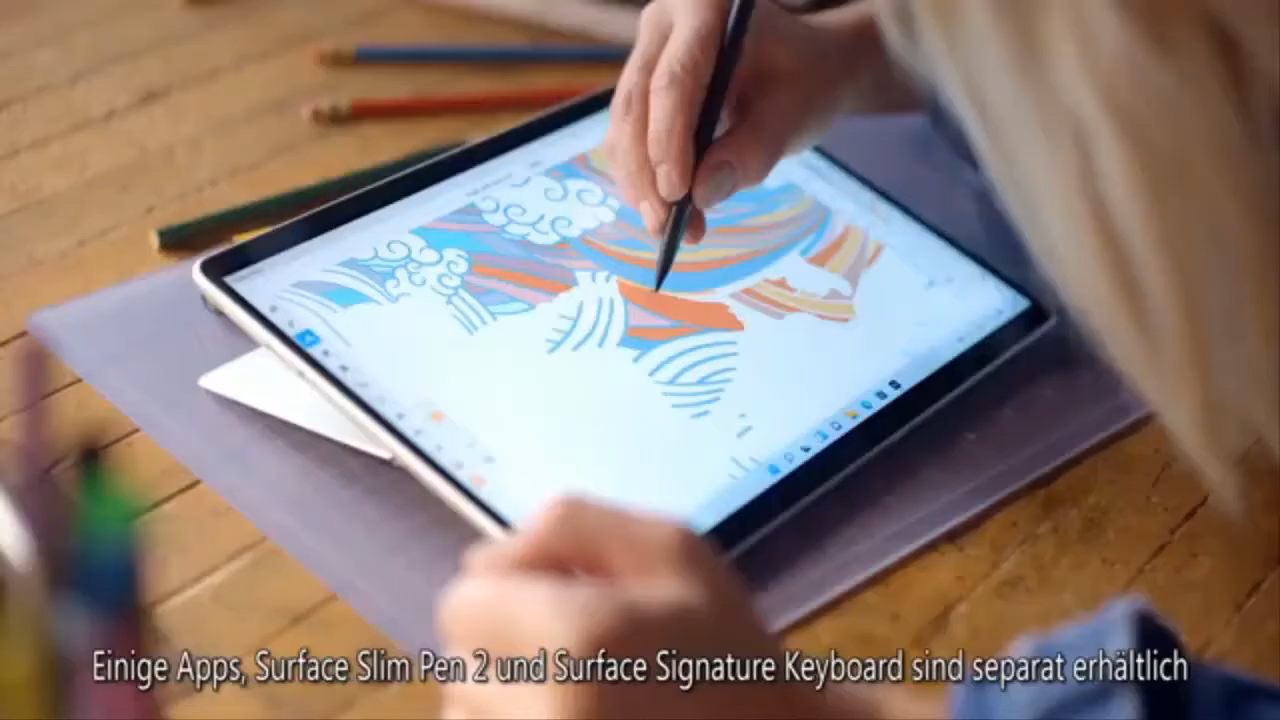 Einige Apps, Surface Slim Pen 2 und Surface Signature Keyboard sind separat erhältlich